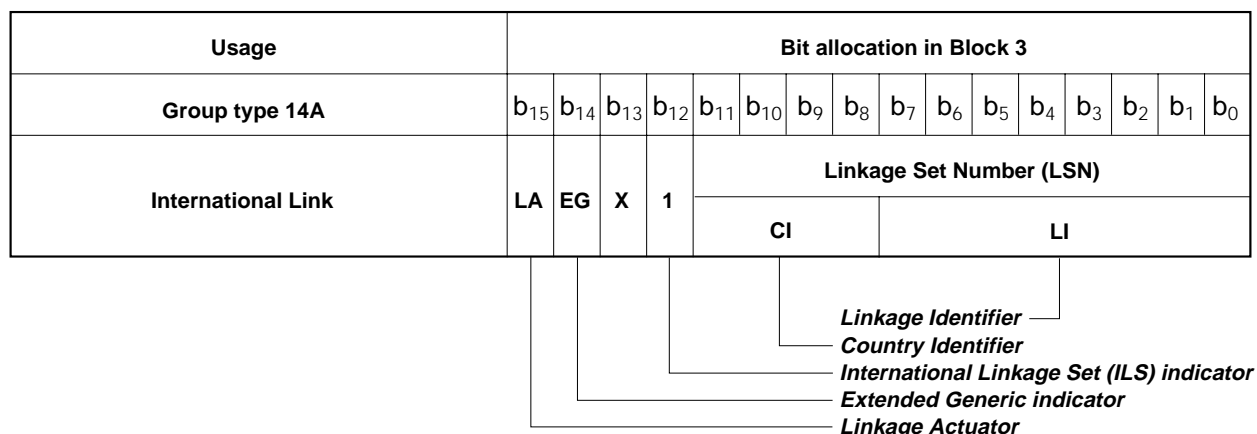 Usage Bit allocation in Block 3
Group type 14A b15 b14 b13 b12 b11 b10 b9 b8 b7 b6 b5 b4 b3 b2 b1 b0
International Link LA EG X 1 Linkage Set Number (LSN)
CI LI
Linkage Identifier
Country Identifier
International Linkage Set (ILS) indicator
Extended Generic indicator
Linkage Actuator